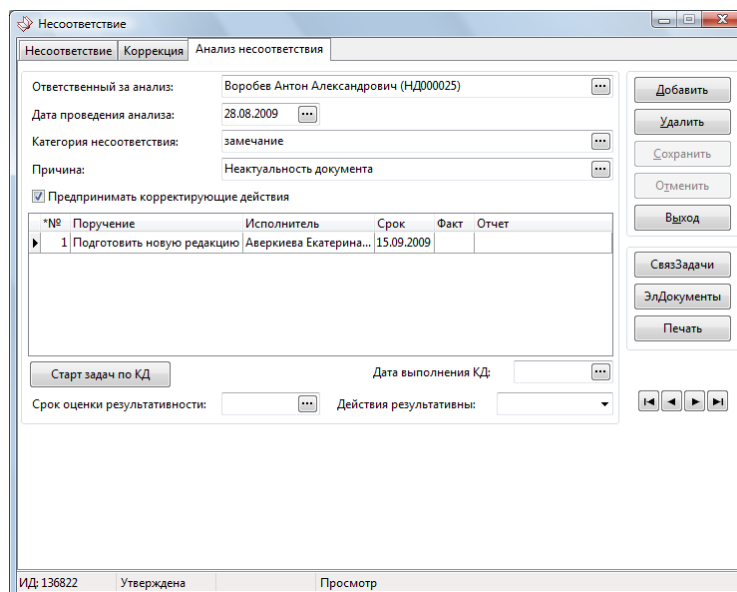 Несоответствие
Несоответствие Коррекция Анализ несоответствия
Ответственный за анализ: Воробев Антон Александрович (НД000025) ...
Дата проведения анализа: 28.08.2009 ...
Категория несоответствия: замечание ...
Причина: Неактуальность документа ...
Предпринимать корректирующие действия
*№ Поручение Исполнитель Срок Факт Отчет
1 Подготовить новую редакцию Аверкиева Екатерина... 15.09.2009
Старт задач по КД Дата выполнения КД: ...
Срок оценки результативности: ... Действия результативны:
Добавить
Удалить
Сохранить
Отменить
Выход
СвязЗадачи
ЭлДокументы
Печать
ИД: 136822 Утверждена Просмотр